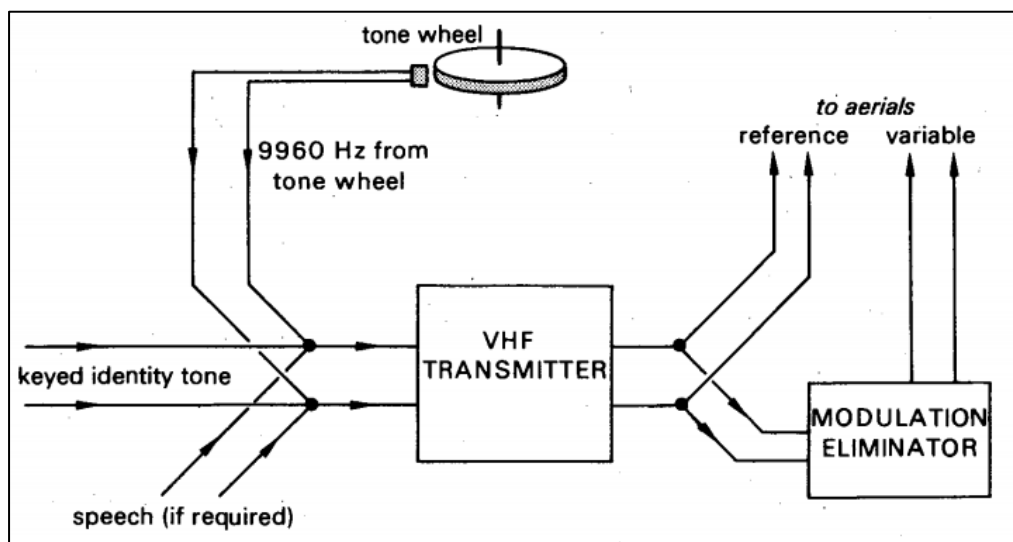 tone wheel
to aerials
reference variable
9960 Hz from
tone wheel
VHF
TRANSMITTER
keyed identity tone
MODULATION
ELIMINATOR
speech (if required)